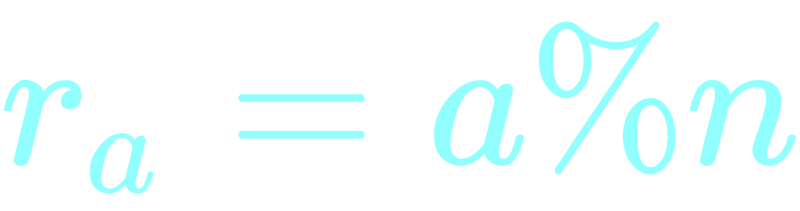 r_a = a%n